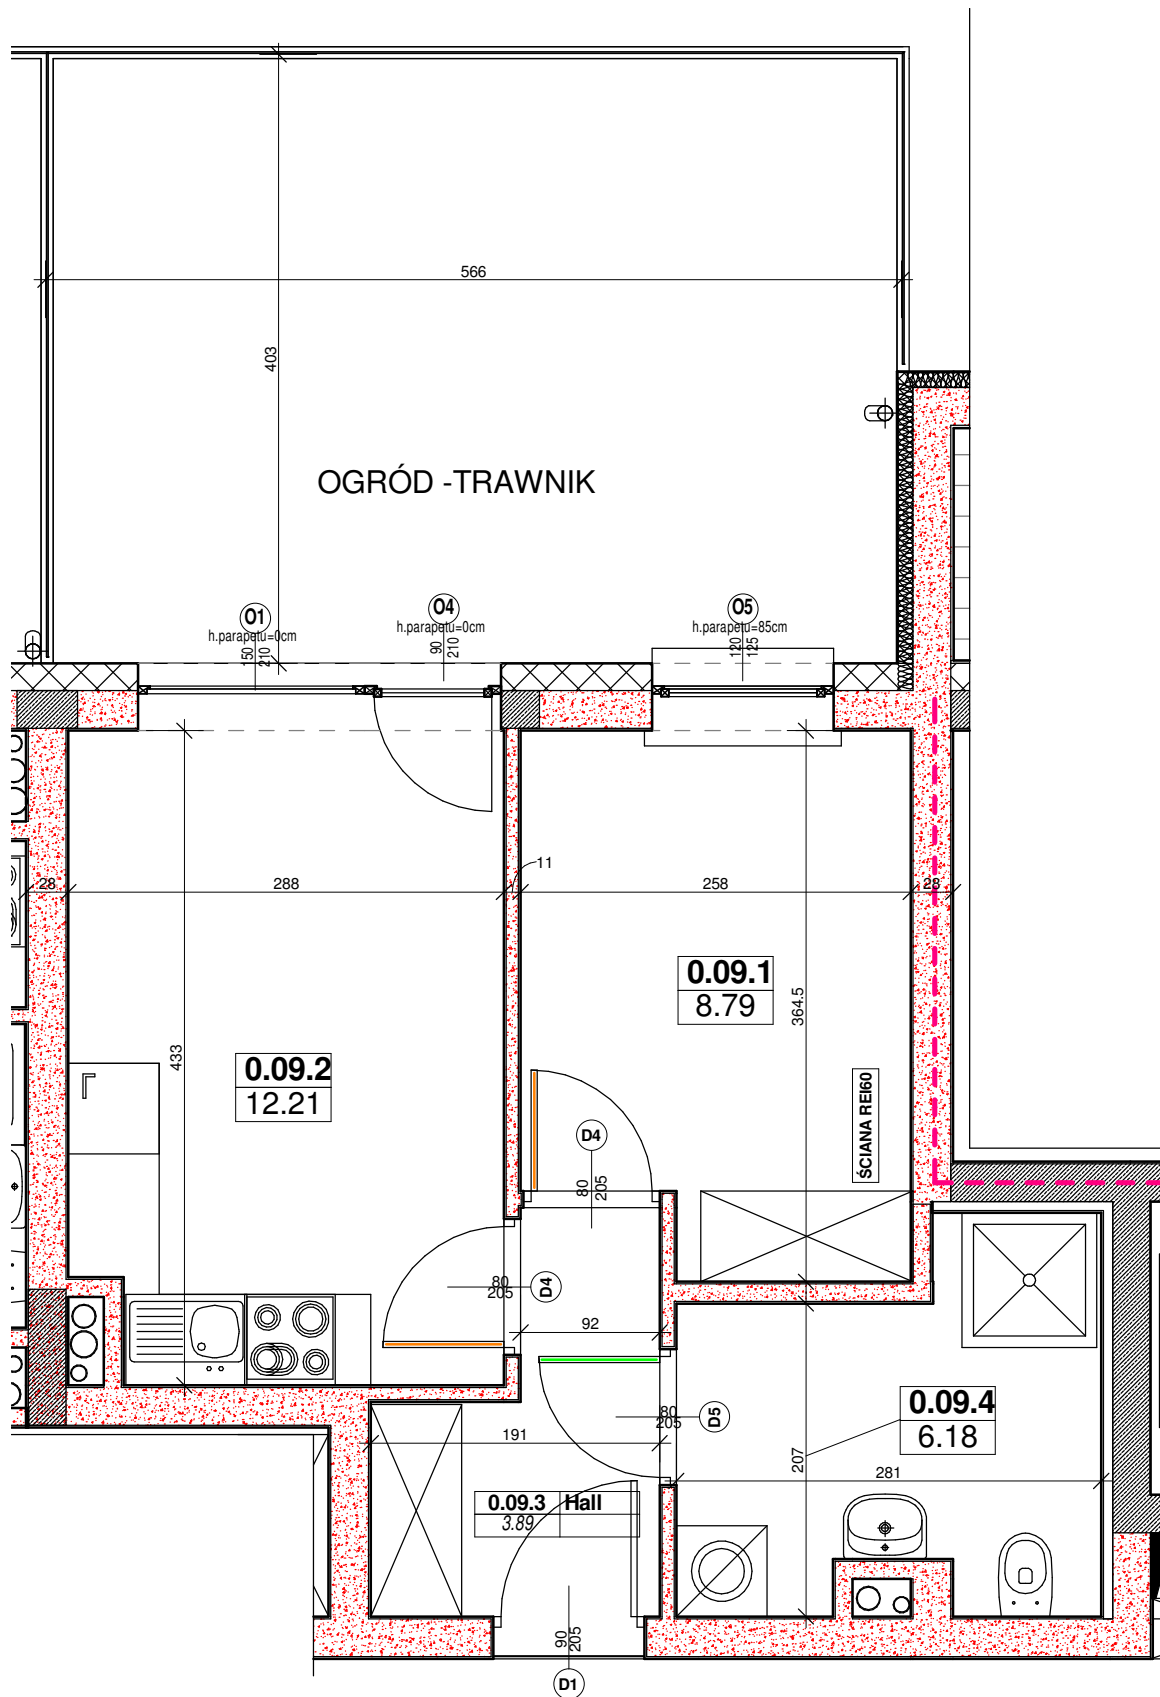 566
403
OGRÓD -TRAWNIK
O1
h.parapetu=0cm
150
210
O4
h.parapetu=0cm
90
210
O5
h.parapetu=85cm
120
125
28
288
11
258
28
0.09.1
8.79
364.5
433
0.09.2
12.21
ŚCIANA REI60
D4
80
205
80
205
D4
92
80
205
D5
0.09.4
6.18
191
207
281
0.09.3 Hall
3.89
90
205
D1